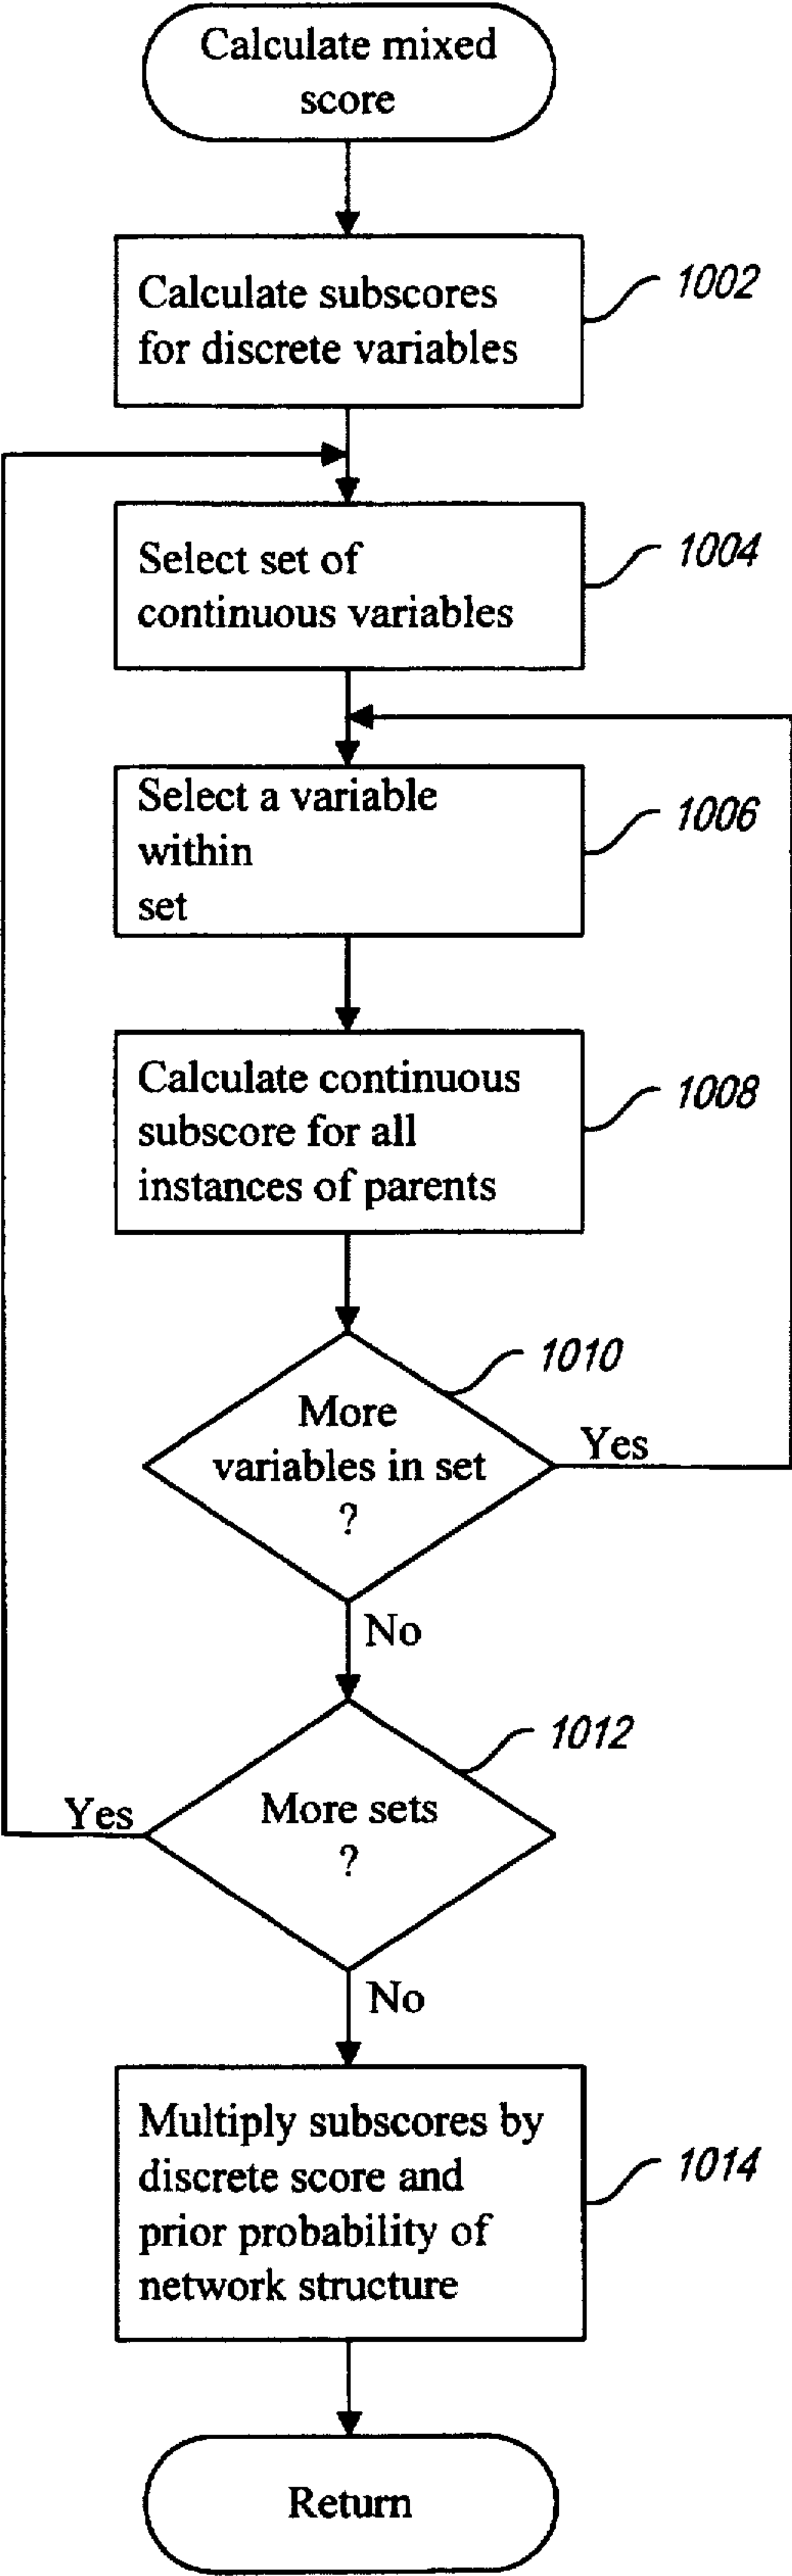 Calculate mixed
score
Calculate subscores
for discrete variables
1002
Select set of
continuous variables
1004
Select a variable
within
set
1006
Calculate continuous
subscore for all
instances of parents
1008
1010
More
variables in set
?
Yes
No
1012
More sets
?
Yes
No
Multiply subscores by
discrete score and
prior probability of
network structure
1014
Return